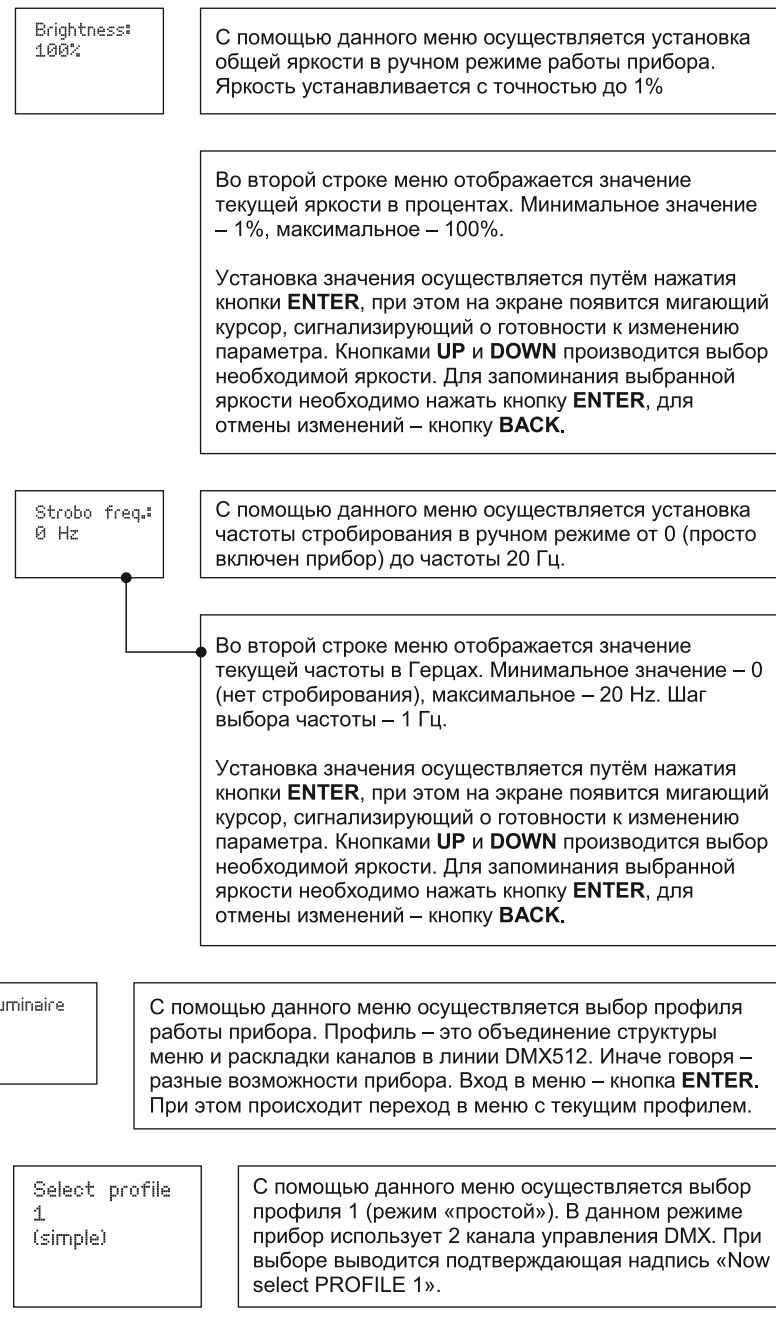 Brightness:
100%
С помощью данного меню осуществляется установка
общей яркости в ручном режиме работы прибора.
Яркость устанавливается с точностью до 1%
Во второй строке меню отображается значение
текущей яркости в процентах. Минимальное значение
– 1%, максимальное – 100%.
Установка значения осуществляется путём нажатия
кнопки ENTER, при этом на экране появится мигающий
курсор, сигнализирующий о готовности к изменению
параметра. Кнопками UP и DOWN производится выбор
необходимой яркости. Для запоминания выбранной
яркости необходимо нажать кнопку ENTER, для
отмены изменений – кнопку BACK.
Strobo freq.:
0 Hz
С помощью данного меню осуществляется установка
частоты стробирования в ручном режиме от 0 (просто
включен прибор) до частоты 20 Гц.
Во второй строке меню отображается значение
текущей частоты в Герцах. Минимальное значение – 0
(нет стробирования), максимальное – 20 Hz. Шаг
выбора частоты – 1 Гц.
Установка значения осуществляется путём нажатия
кнопки ENTER, при этом на экране появится мигающий
курсор, сигнализирующий о готовности к изменению
параметра. Кнопками UP и DOWN производится выбор
необходимой яркости. Для запоминания выбранной
яркости необходимо нажать кнопку ENTER, для
отмены изменений – кнопку BACK.
uminaire
С помощью данного меню осуществляется выбор профиля
работы прибора. Профиль – это объединение структуры
меню и раскладки каналов в линии DMX512. Иначе говоря –
разные возможности прибора. Вход в меню – кнопка ENTER.
При этом происходит переход в меню с текущим профилем.
Select profile
1
(simple)
С помощью данного меню осуществляется выбор
профиля 1 (режим «простой»). В данном режиме
прибор использует 2 канала управления DMX. При
выборе выводится подтверждающая надпись «Now
select PROFILE 1».